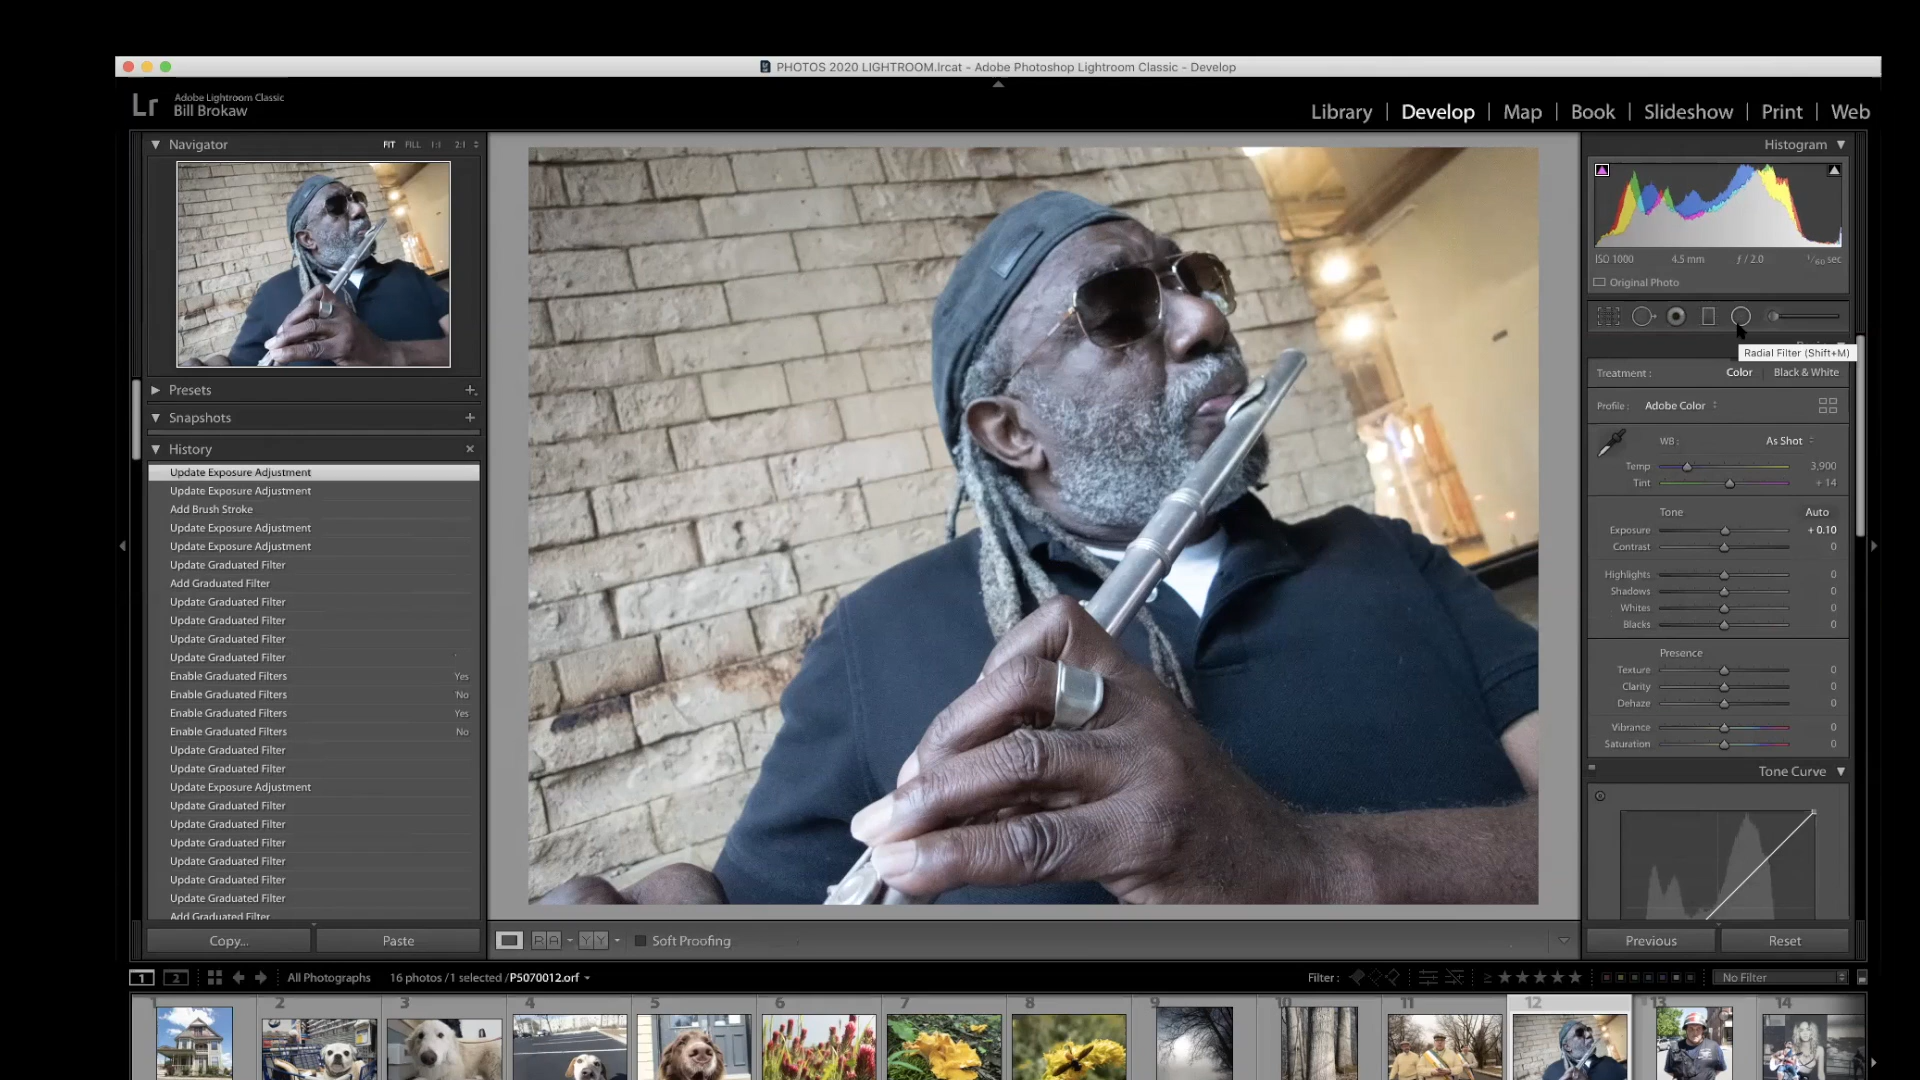 PHOTOS 2020 LIGHTROOM.lrcat - Adobe Photoshop Lightroom Classic - Develop
Lr
Adobe Lightroom Classic
Bill Brokaw
Library | Develop | Map | Book | Slideshow | Print | Web
Navigator
FIT FILL 1:1 2:1
Presets
Snapshots
History
Update Exposure Adjustment
Update Exposure Adjustment
Add Brush Stroke
Update Exposure Adjustment
Update Exposure Adjustment
Update Graduated Filter
Add Graduated Filter
Update Graduated Filter
Update Graduated Filter
Update Graduated Filter
Update Graduated Filter
Enable Graduated Filters Yes
Enable Graduated Filters No
Enable Graduated Filters Yes
Enable Graduated Filters No
Update Graduated Filter
Update Graduated Filter
Update Exposure Adjustment
Update Graduated Filter
Update Graduated Filter
Update Graduated Filter
Update Graduated Filter
Update Graduated Filter
Update Graduated Filter
Add Graduated Filter
Copy... Paste
RA YY Soft Proofing
Histogram
ISO 1000 4.5 mm ƒ / 2.0 1/60 sec
Original Photo
Radial Filter (Shift+M)
Treatment : Color | Black & White
Profile : Adobe Color
WB : As Shot
Temp 3,900
Tint + 14
Tone Auto
Exposure + 0.10
Contrast 0
Highlights 0
Shadows 0
Whites 0
Blacks 0
Presence
Texture 0
Clarity 0
Dehaze 0
Vibrance 0
Saturation 0
Tone Curve
Previous Reset
1 2 All Photographs 16 photos /1 selected /P5070012.orf
Filter : ≥ ★★★★★ No Filter
1 2 3 4 5 6 7 8 9 10 11 12 13 14